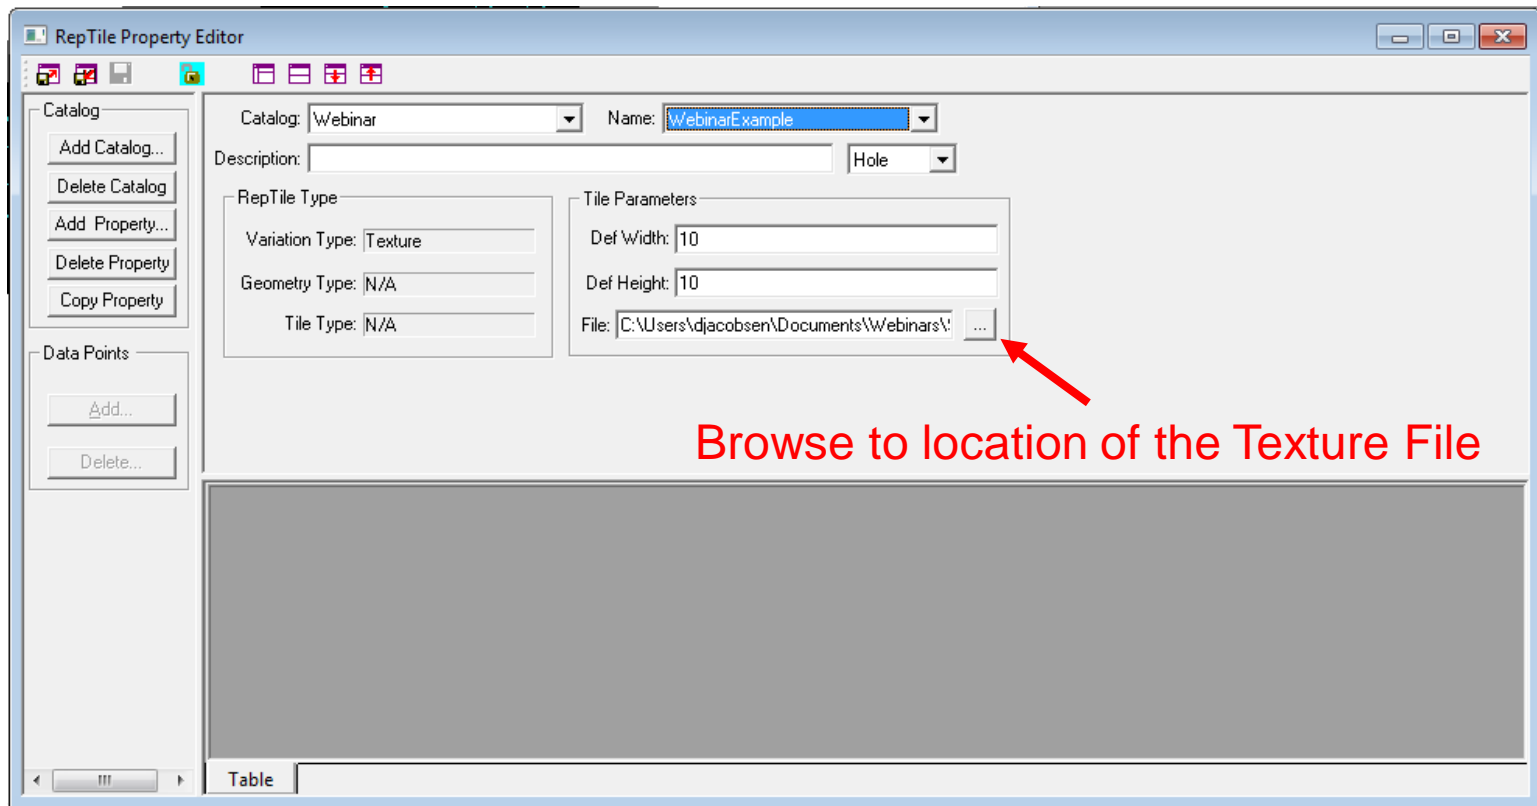 RepTile Property Editor
Catalog
Add Catalog...
Delete Catalog
Add Property...
Delete Property
Copy Property
Data Points
Add...
Delete...
Catalog: Webinar Name: WebinarExample
Description: Hole
RepTile Type
Variation Type: Texture
Geometry Type: N/A
Tile Type: N/A
Tile Parameters
Def Width: 10
Def Height: 10
File: C:\Users\djacobsen\Documents\Webinars\ ...
Browse to location of the Texture File
Table